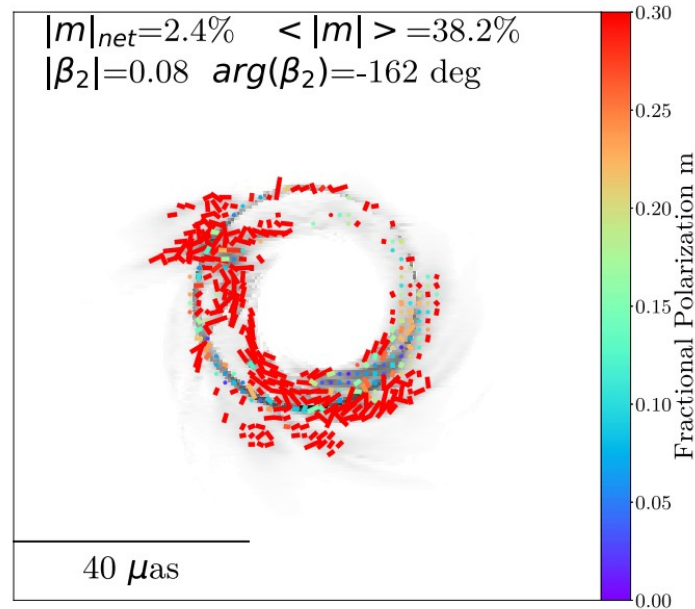 |m|net=2.4% <|m|>=38.2%
|β2|=0.08 arg(β2)=-162 deg
40 μas
0.30
0.25
0.20
0.15
0.10
0.05
0.00
Fractional Polarization m